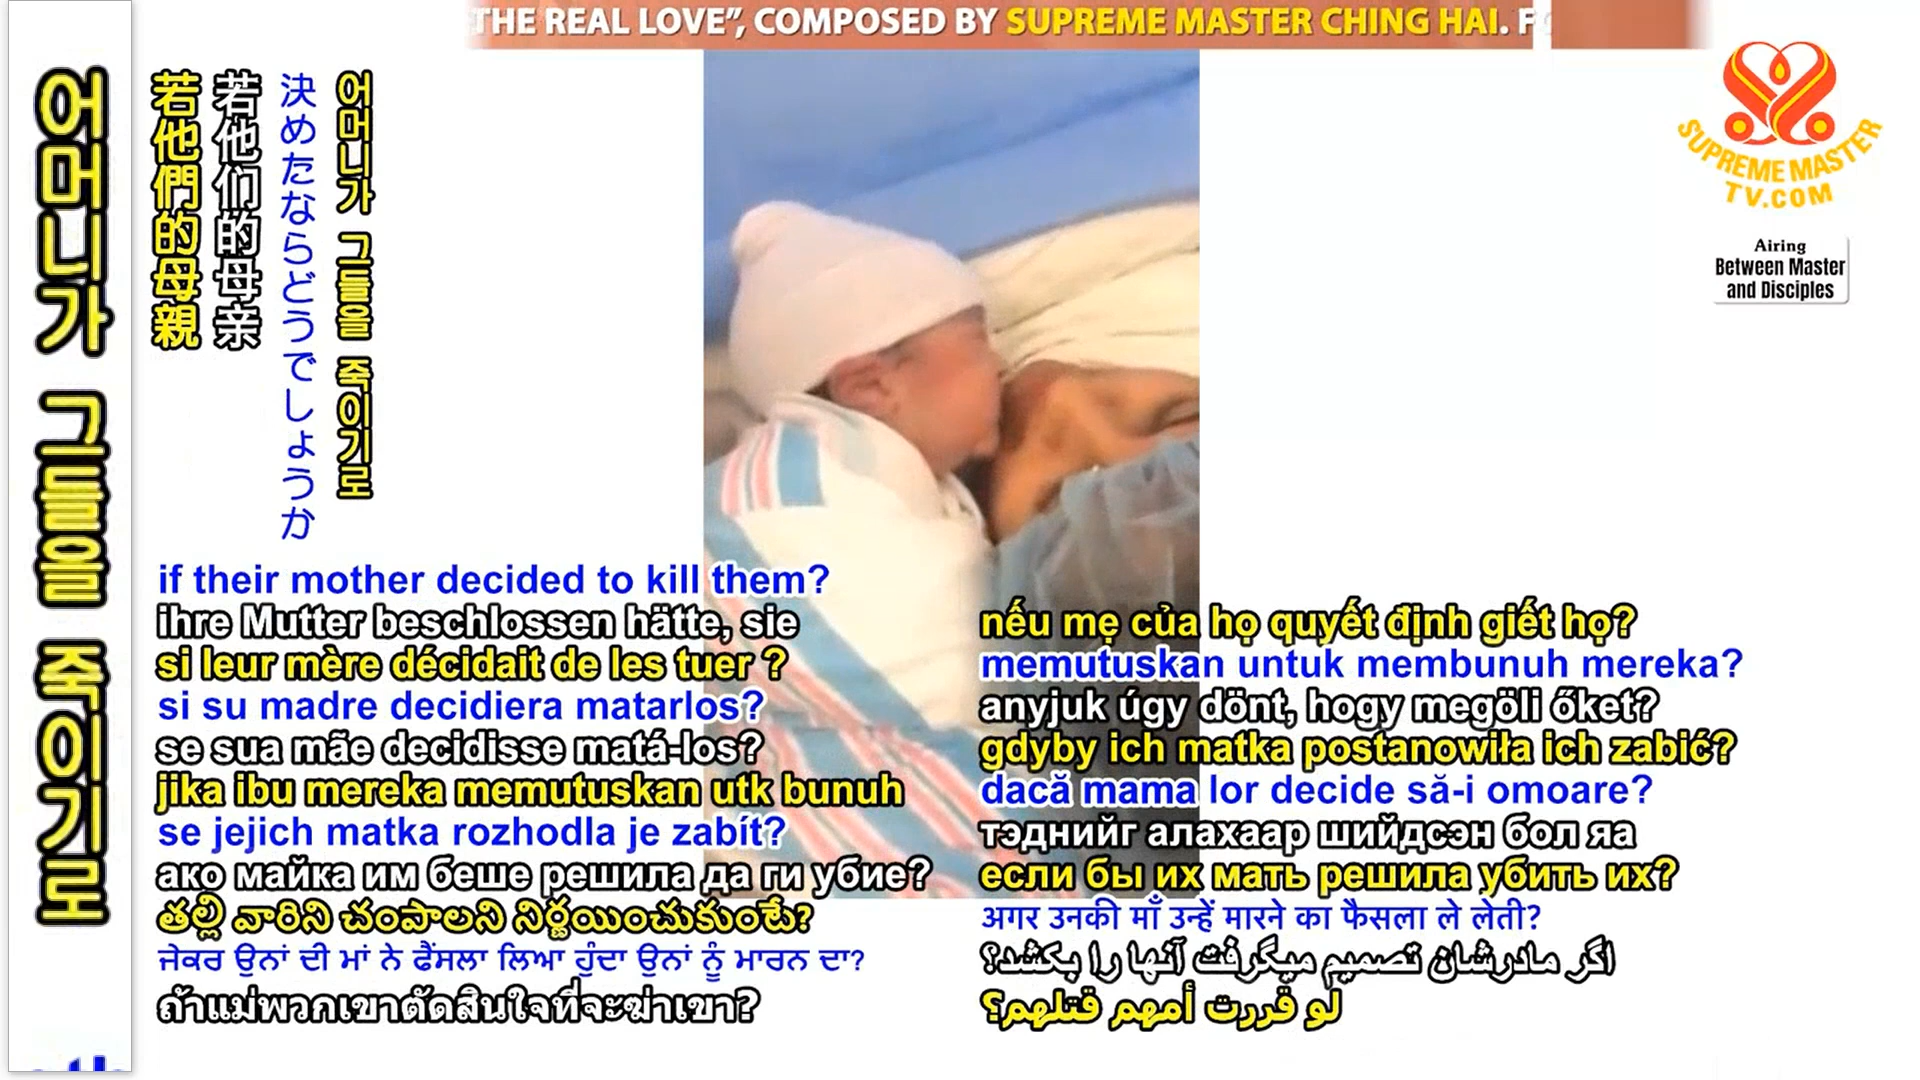 THE REAL LOVE”, COMPOSED BY SUPREME MASTER CHING HAI. F
SUPREME MASTER
TV.COM
Airing
Between Master
and Disciples
어머니가 그들을 죽이기로
若他們的母親
若他们的母亲
決めたならどうでしょうか
어머니가 그들을 죽이기로
if their mother decided to kill them?
ihre Mutter beschlossen hätte, sie
si leur mère décidait de les tuer ?
si su madre decidiera matarlos?
se sua mãe decidisse matá-los?
jika ibu mereka memutuskan utk bunuh
se jejich matka rozhodla je zabít?
ако майка им беше решила да ги убие?
తల్లి వారిని చంపాలని నిర్ణయించుకుంటే?
ਜੇਕਰ ਉਨਾਂ ਦੀ ਮਾਂ ਨੇ ਫੈਂਸਲਾ ਲਿਆ ਹੁੰਦਾ ਉਨਾਂ ਨੂੰ ਮਾਰਨ ਦਾ?
ถ้าแม่พวกเขาตัดสินใจที่จะฆ่าเขา?
nếu mẹ của họ quyết định giết họ?
memutuskan untuk membunuh mereka?
anyjuk úgy dönt, hogy megöli őket?
gdyby ich matka postanowiła ich zabić?
dacă mama lor decide să-i omoare?
тэднийг алахаар шийдсэн бол яа
если бы их мать решила убить их?
अगर उनकी माँ उन्हें मारने का फैसला ले लेती?
اگر مادرشان تصمیم میگرفت آنها را بکشد؟
لو قررت أمهم قتلهم؟